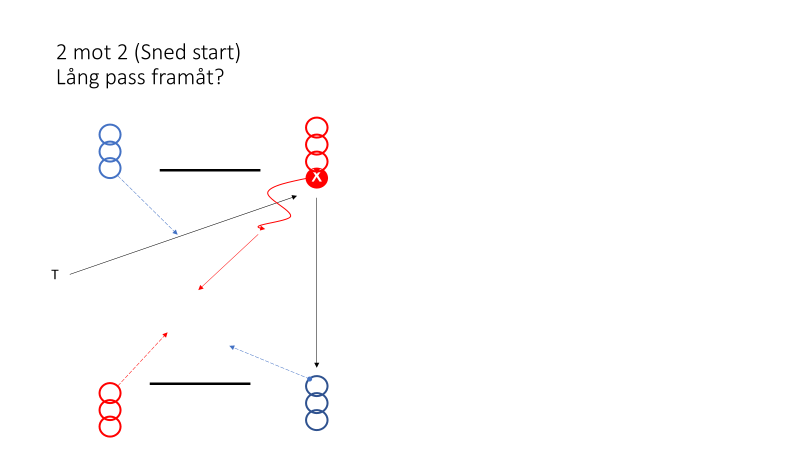 2 mot 2 (Sned start)
Lång pass framåt?
X
T